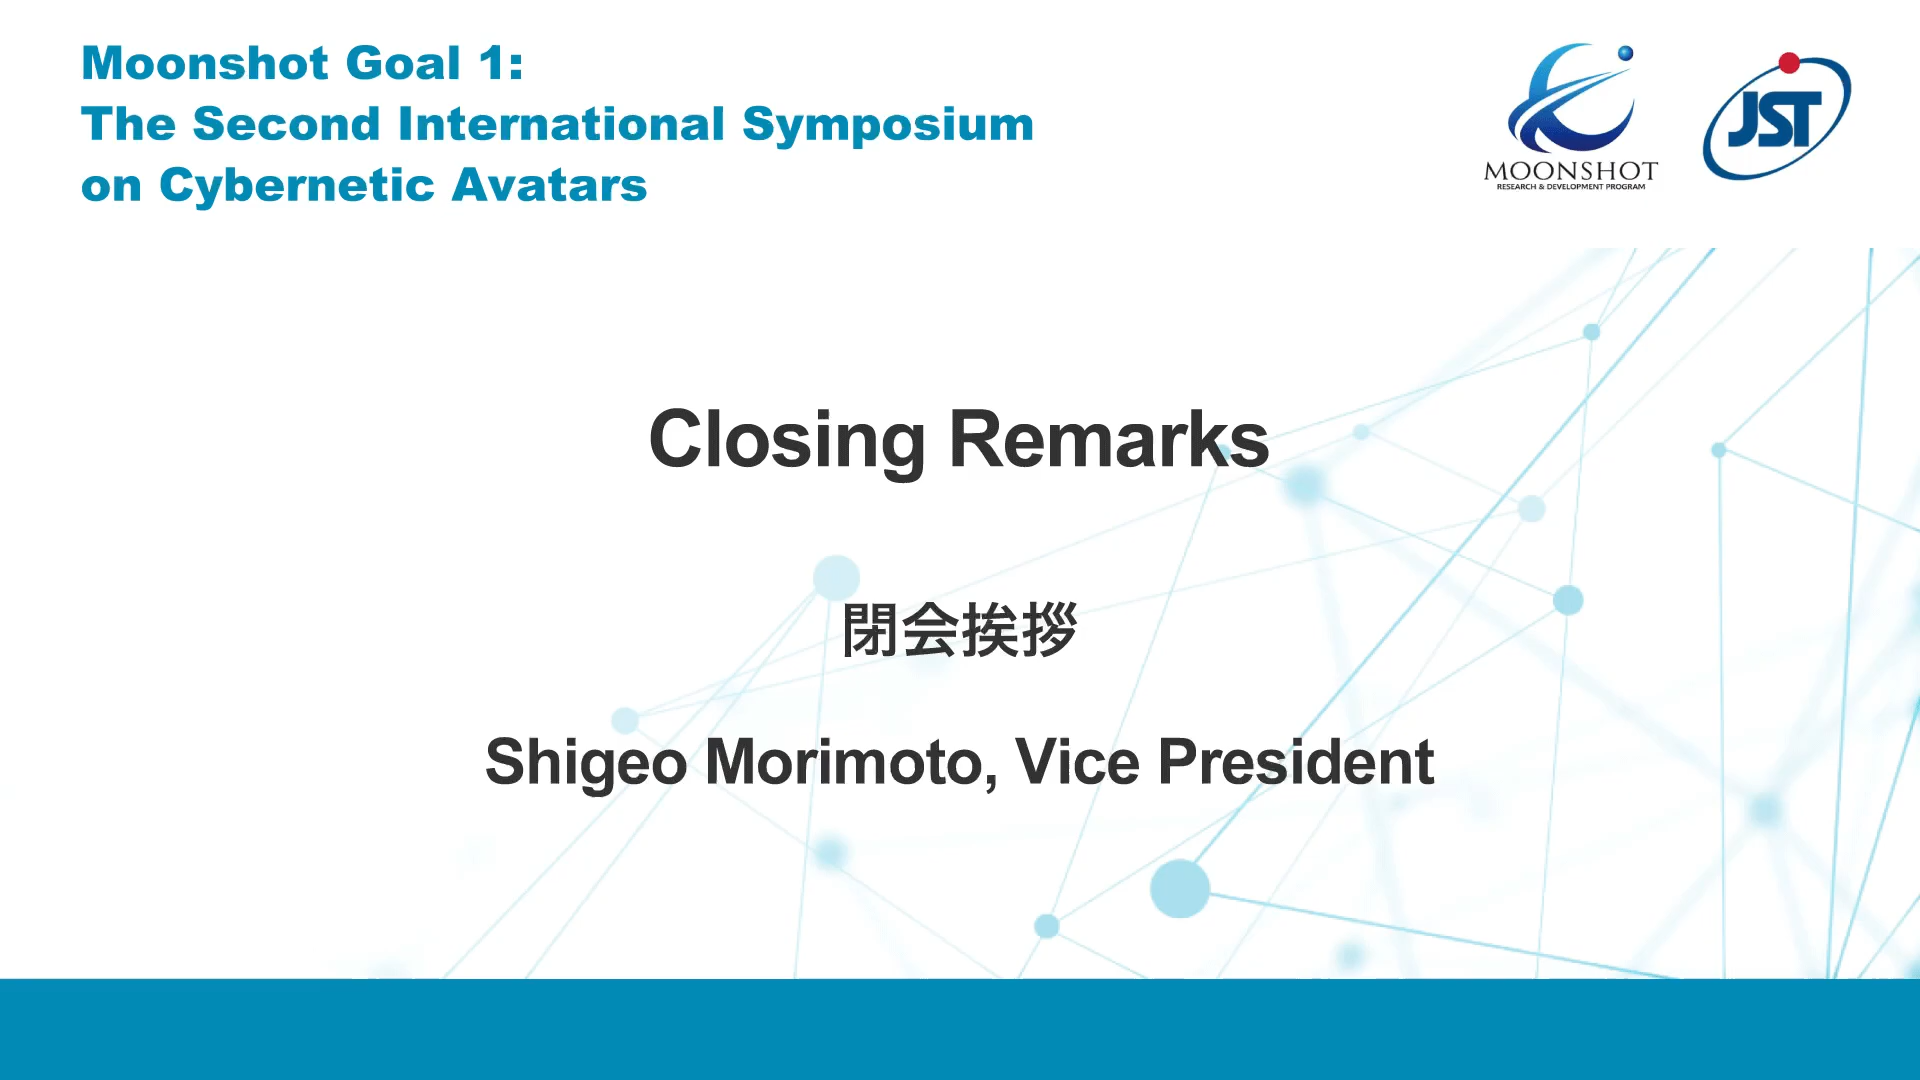 Moonshot Goal 1:
The Second International Symposium
on Cybernetic Avatars
MOONSHOT
RESEARCH & DEVELOPMENT PROGRAM
JST
Closing Remarks
閉会挨拶
Shigeo Morimoto, Vice President